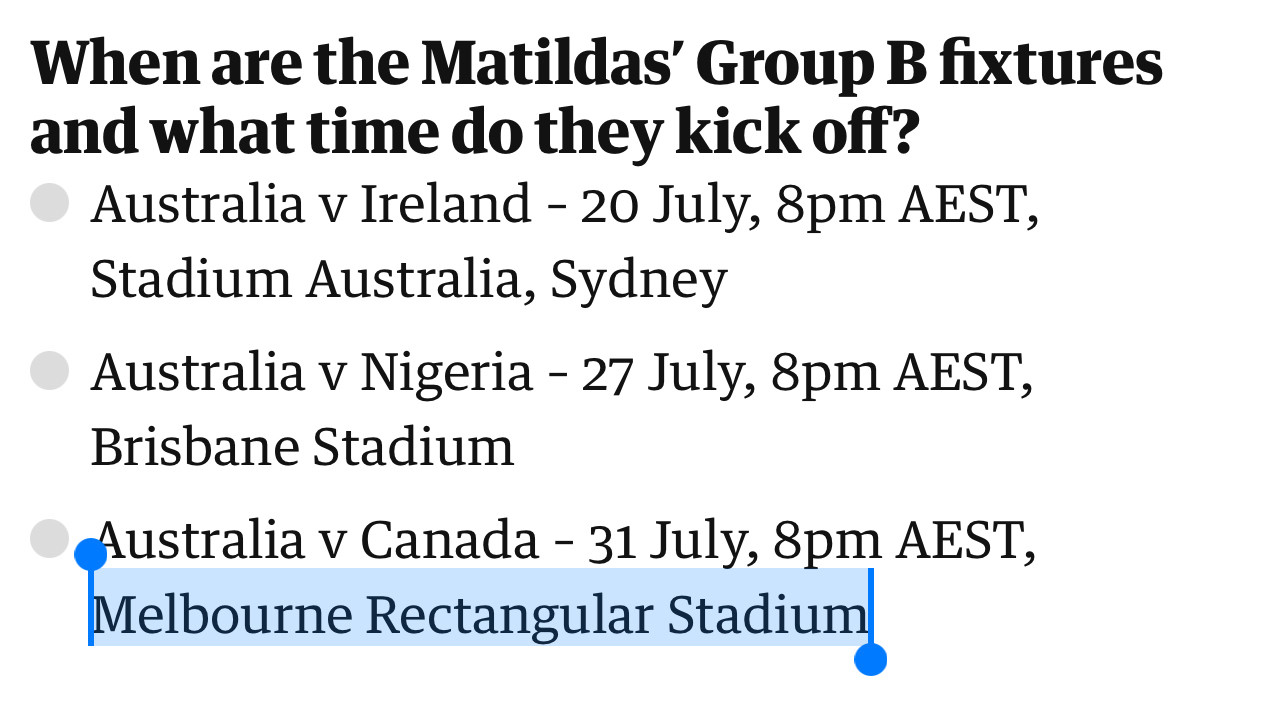 When are the Matildas’ Group B fixtures
and what time do they kick off?
Australia v Ireland – 20 July, 8pm AEST,
Stadium Australia, Sydney
Australia v Nigeria – 27 July, 8pm AEST,
Brisbane Stadium
Australia v Canada – 31 July, 8pm AEST,
Melbourne Rectangular Stadium